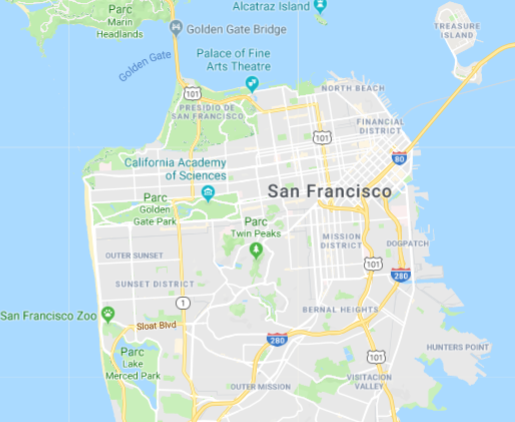 Alcatraz Island
TREASURE
ISLAND
Parc
Marin
Headlands
Golden Gate Bridge
Golden Gate
Palace of Fine
Arts Theatre
NORTH BEACH
101
PRESIDIO DE
SAN FRANCISCO
FINANCIAL
DISTRICT
101
80
California Academy
of Sciences
San Francisco
Parc
Golden
Gate Park
Parc
Twin Peaks
MISSION
DISTRICT
DOGPATCH
OUTER SUNSET
101
280
SUNSET DISTRICT
1
San Francisco Zoo
Sloat Blvd
BERNAL HEIGHTS
280
HUNTERS POINT
Parc
Lake
Merced Park
101
OUTER MISSION
VISITACION
VALLEY